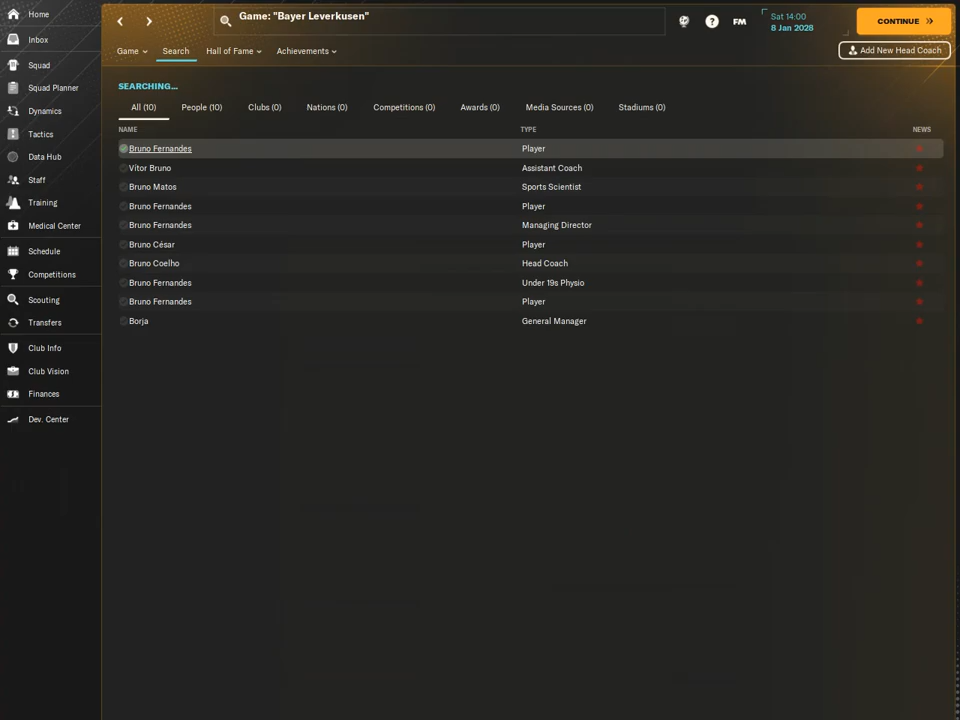 Home
Inbox
Squad
Squad Planner
Dynamics
Tactics
Data Hub
Staff
Training
Medical Center
Schedule
Competitions
Scouting
Transfers
Club Info
Club Vision
Finances
Dev. Center
Game: "Bayer Leverkusen"
?
FM
Sat 14:00
8 Jan 2028
CONTINUE
Game
Search
Hall of Fame
Achievements
Add New Head Coach
SEARCHING...
All (10)
People (10)
Clubs (0)
Nations (0)
Competitions (0)
Awards (0)
Media Sources (0)
Stadiums (0)
NAME TYPE NEWS
Bruno Fernandes Player
Vítor Bruno Assistant Coach
Bruno Matos Sports Scientist
Bruno Fernandes Player
Bruno Fernandes Managing Director
Bruno César Player
Bruno Coelho Head Coach
Bruno Fernandes Under 19s Physio
Bruno Fernandes Player
Borja General Manager